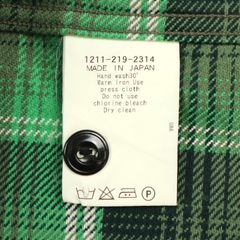 1211-219-2314
MADE IN JAPAN
Hand wash30°
Warm iron Use
press cloth
Do not use
chlorine bleach
Dry clean
P